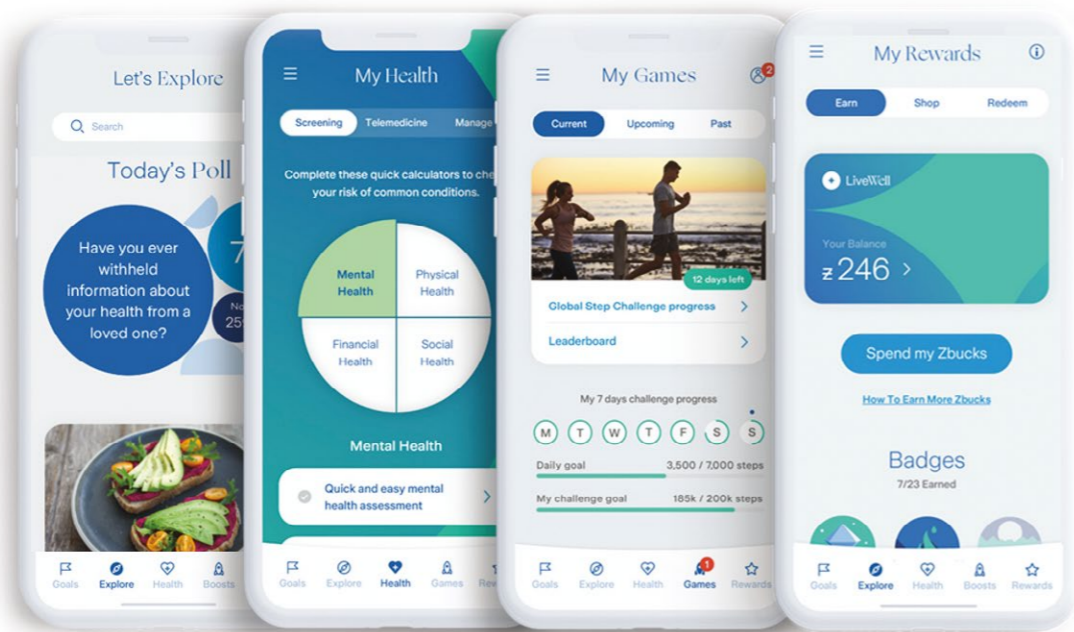 Let's Explore
Search
Today's Poll
Have you ever
withheld
information about
your health from a
loved one?
7
No
25
Goals
Explore
Health
Boosts
My Health
Screening
Telemedicine
Manage
Complete these quick calculators to che
your risk of common conditions.
Mental
Health
Physical
Health
Financial
Health
Social
Health
Mental Health
Quick and easy mental
health assessment
Goals
Explore
Health
Games
Rew
My Games
2
Current
Upcoming
Past
12 days left
Global Step Challenge progress
Leaderboard
My 7 days challenge progress
M T W T F S S
Daily goal 3,500 / 7,000 steps
My challenge goal 185k / 200k steps
1
Goals
Explore
Health
Games
Rewards
My Rewards
Earn
Shop
Redeem
LiveWell
Your Balance
Ƶ246
Spend my Zbucks
How To Earn More Zbucks
Badges
7/23 Earned
Goals
Explore
Health
Boosts
Rewards